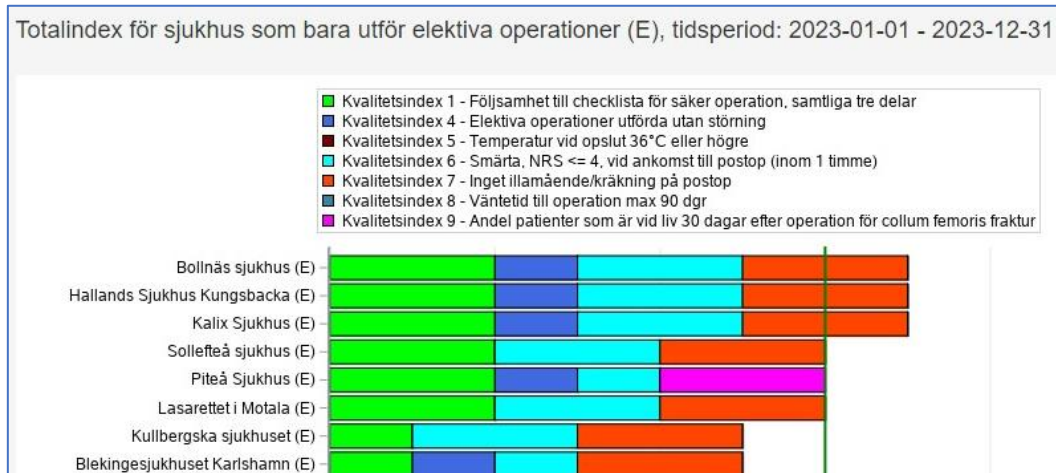 Totalindex för sjukhus som bara utför elektiva operationer (E), tidsperiod: 2023-01-01 - 2023-12-31
Kvalitetsindex 1 - Följsamhet till checklista för säker operation, samtliga tre delar
Kvalitetsindex 4 - Elektiva operationer utförda utan störning
Kvalitetsindex 5 - Temperatur vid opslut 36°C eller högre
Kvalitetsindex 6 - Smärta, NRS <= 4, vid ankomst till postop (inom 1 timme)
Kvalitetsindex 7 - Inget illamående/kräkning på postop
Kvalitetsindex 8 - Väntetid till operation max 90 dgr
Kvalitetsindex 9 - Andel patienter som är vid liv 30 dagar efter operation för collum femoris fraktur
Bollnäs sjukhus (E)
Hallands Sjukhus Kungsbacka (E)
Kalix Sjukhus (E)
Sollefteå sjukhus (E)
Piteå Sjukhus (E)
Lasarettet i Motala (E)
Kullbergska sjukhuset (E)
Blekingesjukhuset Karlshamn (E)